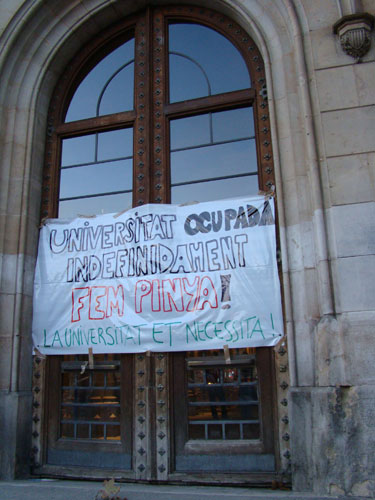 UNIVERSITAT OCUPADA
INDEFINIDAMENT
FEM PINYA!
LA UNIVERSITAT ET NECESSITA!